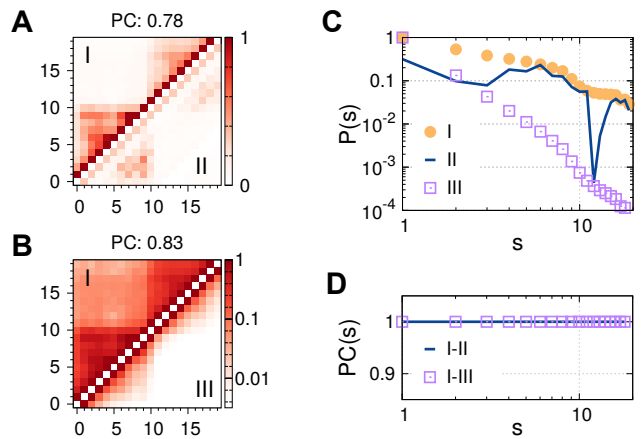 A
PC: 0.78
I
II
15
10
5
0
0 5 10 15
1
0
B
PC: 0.83
I
III
15
10
5
0
0 5 10 15
1
0.1
0.01
C
P(s)
1
0.1
10^-2
10^-3
10^-4
I
II
III
1 10
s
D
PC(s)
1
0.9
I-II
I-III
1 10
s